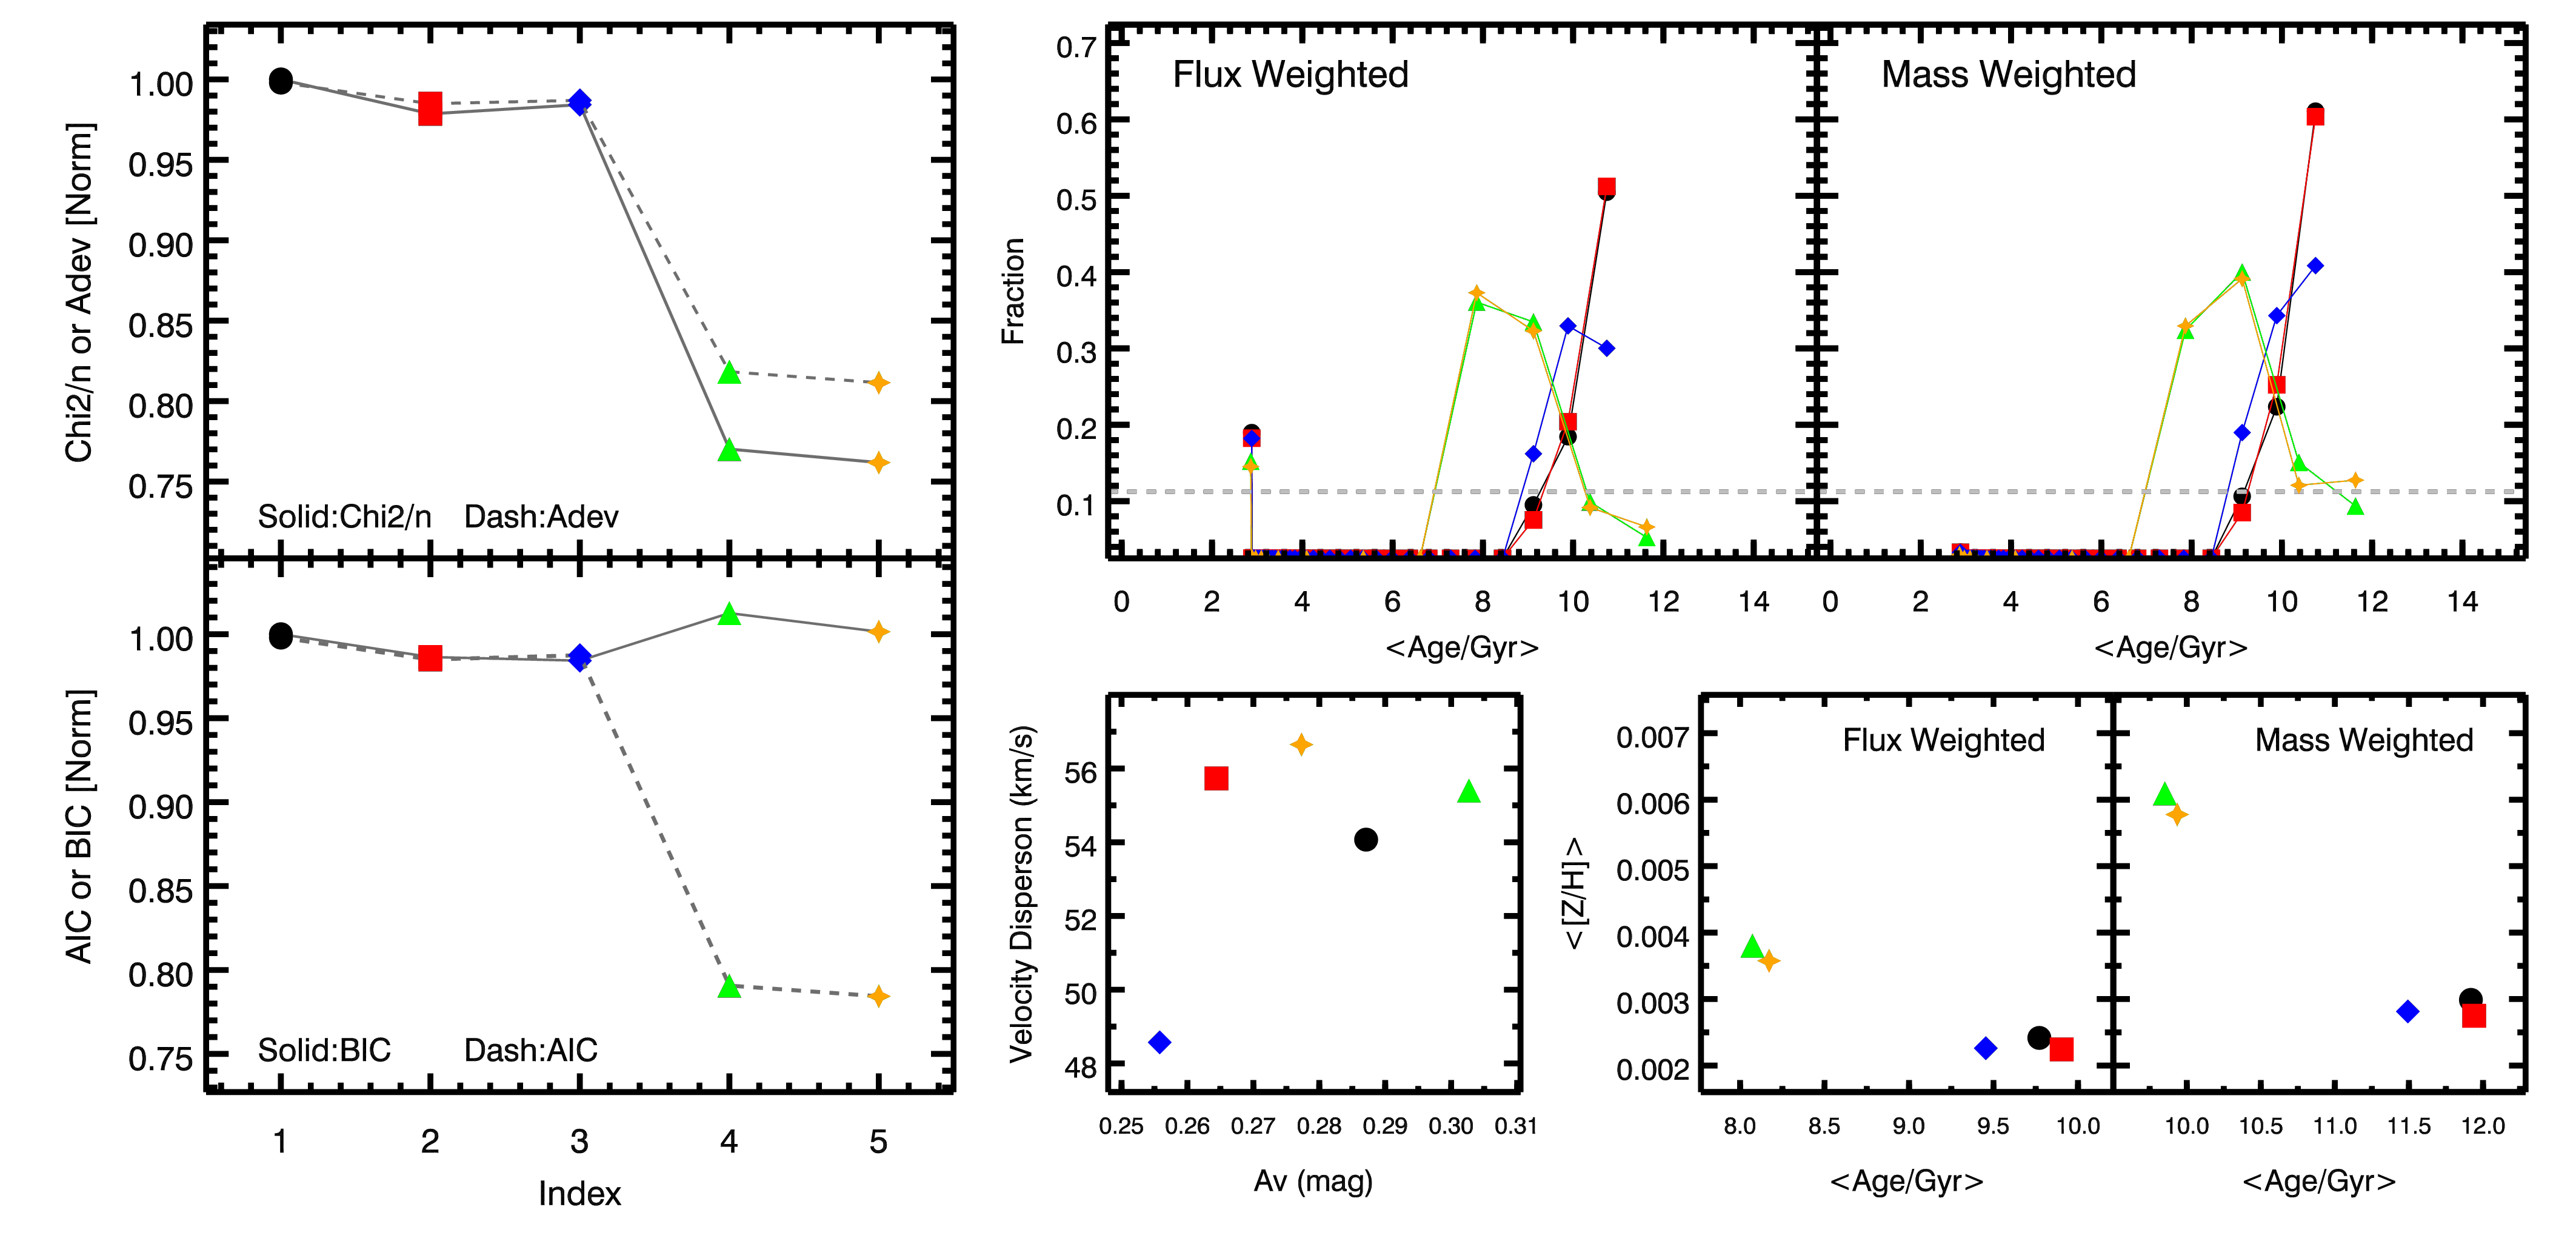 Chi2/n or Adev [Norm]
1.00
0.95
0.90
0.85
0.80
0.75
Solid:Chi2/n Dash:Adev
AIC or BIC [Norm]
1.00
0.95
0.90
0.85
0.80
0.75
Solid:BIC Dash:AIC
1 2 3 4 5
Index
Fraction
0.7
0.6
0.5
0.4
0.3
0.2
0.1
Flux Weighted
Mass Weighted
0 2 4 6 8 10 12 14
0 2 4 6 8 10 12 14
<Age/Gyr>
<Age/Gyr>
Velocity Disperson (km/s)
56
54
52
50
48
0.25 0.26 0.27 0.28 0.29 0.30 0.31
Av (mag)
<[Z/H]>
0.007
0.006
0.005
0.004
0.003
0.002
Flux Weighted
Mass Weighted
8.0 8.5 9.0 9.5 10.0
10.0 10.5 11.0 11.5 12.0
<Age/Gyr>
<Age/Gyr>